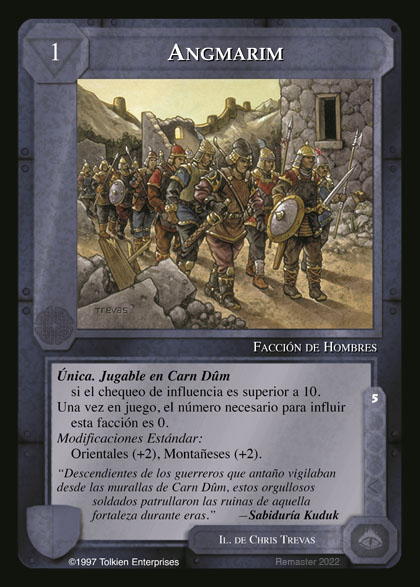 1
ANGMARIM
TREVAS
FACCIÓN DE HOMBRES
Única. Jugable en Carn Dûm
si el chequeo de influencia es superior a 10.
Una vez en juego, el número necesario para influir
esta facción es 0.
Modificaciones Estándar:
Orientales (+2), Montañeses (+2).
5
“Descendientes de los guerreros que antaño vigilaban
desde las murallas de Carn Dûm, estos orgullosos
soldados patrullaron las ruinas de aquella
fortaleza durante eras.” —Sabiduría Kuduk
IL. DE CHRIS TREVAS
©1997 Tolkien Enterprises
Remaster 2022